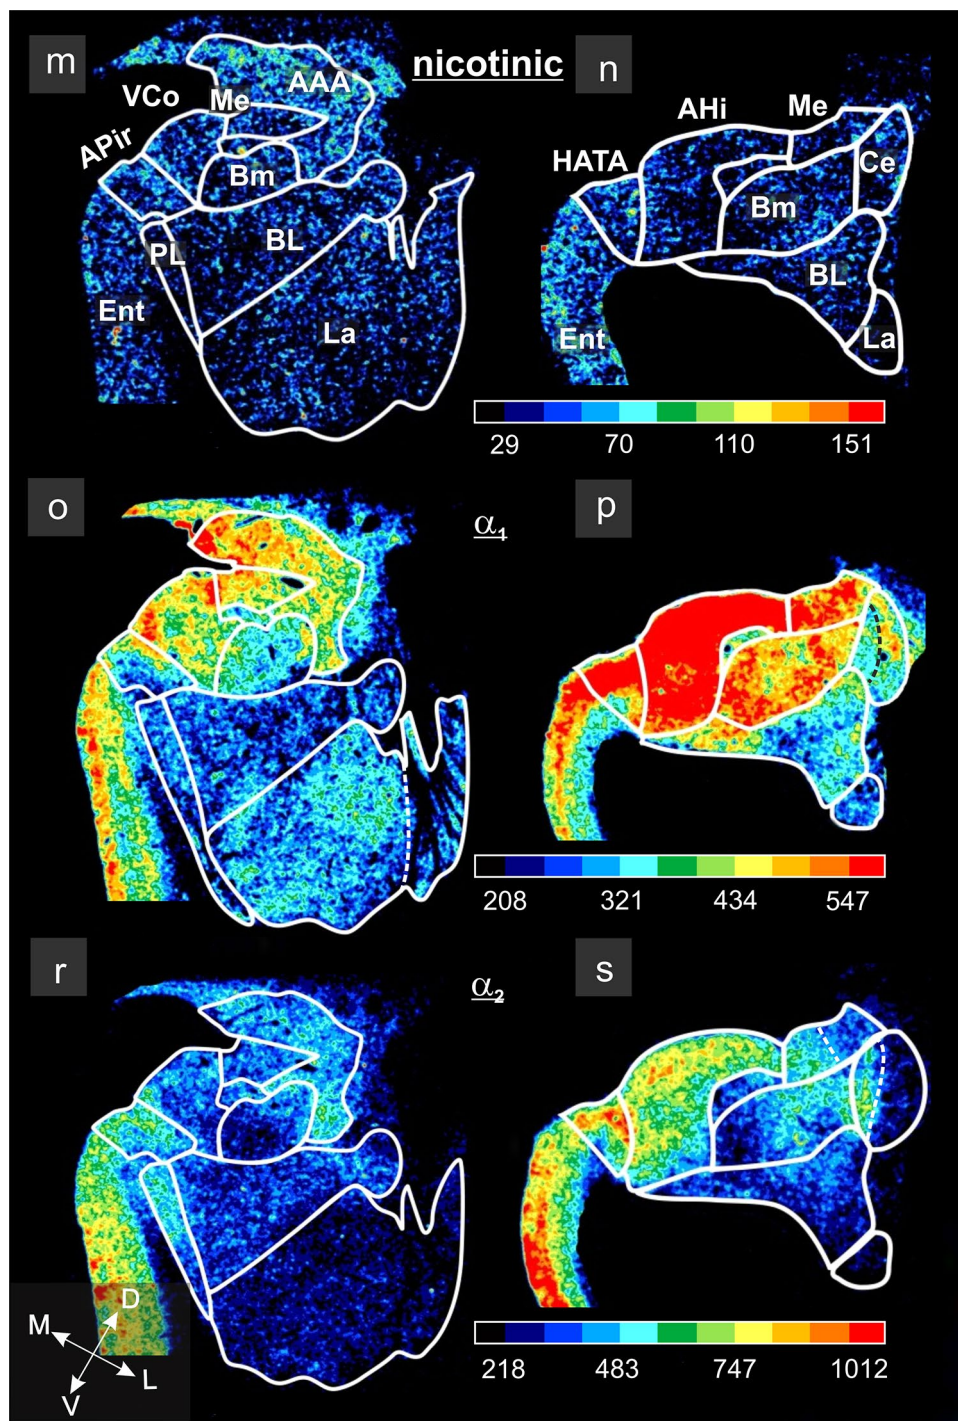 m
nicotinic
n
VCo
Me
AAA
APir
Bm
PL
BL
Ent
La
AHi
Me
HATA
Ce
Bm
BL
Ent
La
29 70 110 151
o
α1
p
208 321 434 547
r
α2
s
D
M
L
V
218 483 747 1012